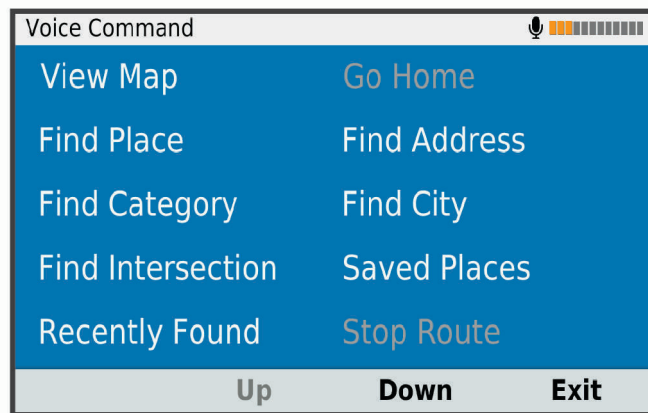 Voice Command
View Map Go Home
Find Place Find Address
Find Category Find City
Find Intersection Saved Places
Recently Found Stop Route
Up Down Exit